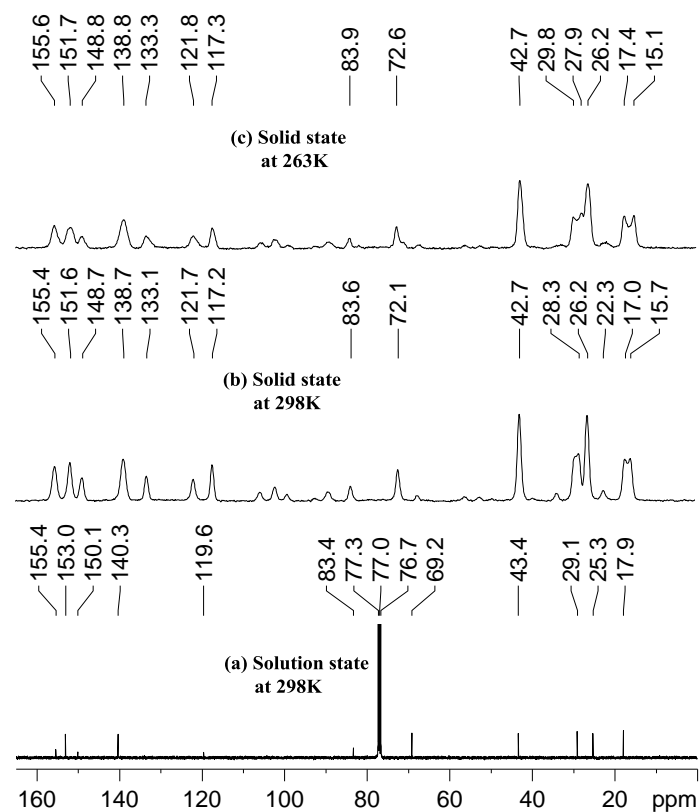 155.6 151.7 148.8 138.8 133.3 121.8 117.3 83.9 72.6 42.7 29.8 27.9 26.2 17.4 15.1
(c) Solid state
at 263K
155.4 151.6 148.7 138.7 133.1 121.7 117.2 83.6 72.1 42.7 28.3 26.2 22.3 17.0 15.7
(b) Solid state
at 298K
155.4 153.0 150.1 140.3 119.6 83.4 77.3 77.0 76.7 69.2 43.4 29.1 25.3 17.9
(a) Solution state
at 298K
160 140 120 100 80 60 40 20 ppm